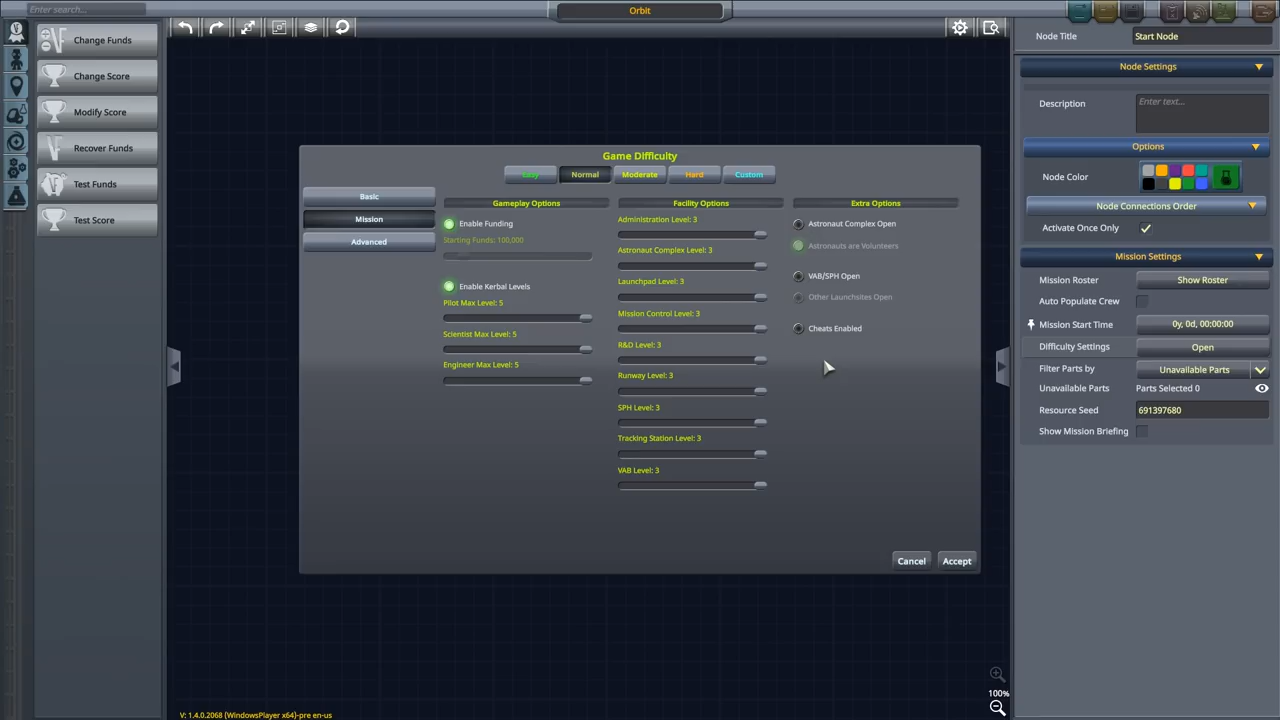 Enter search...
Orbit
Change Funds
Change Score
Modify Score
Recover Funds
Test Funds
Test Score
Game Difficulty
Easy
Normal
Moderate
Hard
Custom
Basic
Mission
Advanced
Gameplay Options
Enable Funding
Starting Funds: 100,000
Enable Kerbal Levels
Pilot Max Level: 5
Scientist Max Level: 5
Engineer Max Level: 5
Facility Options
Administration Level: 3
Astronaut Complex Level: 3
Launchpad Level: 3
Mission Control Level: 3
R&D Level: 3
Runway Level: 3
SPH Level: 3
Tracking Station Level: 3
VAB Level: 3
Extra Options
Astronaut Complex Open
Astronauts are Volunteers
VAB/SPH Open
Other Launchsites Open
Cheats Enabled
Cancel
Accept
Node Title
Start Node
Node Settings
Description
Enter text...
Options
Node Color
Node Connections Order
Activate Once Only
Mission Settings
Mission Roster
Show Roster
Auto Populate Crew
Mission Start Time
0y, 0d, 00:00:00
Difficulty Settings
Open
Filter Parts by
Unavailable Parts
Unavailable Parts
Parts Selected 0
Resource Seed
691397680
Show Mission Briefing
100%
V: 1.4.0.2068 (WindowsPlayer x64)-pre en-us